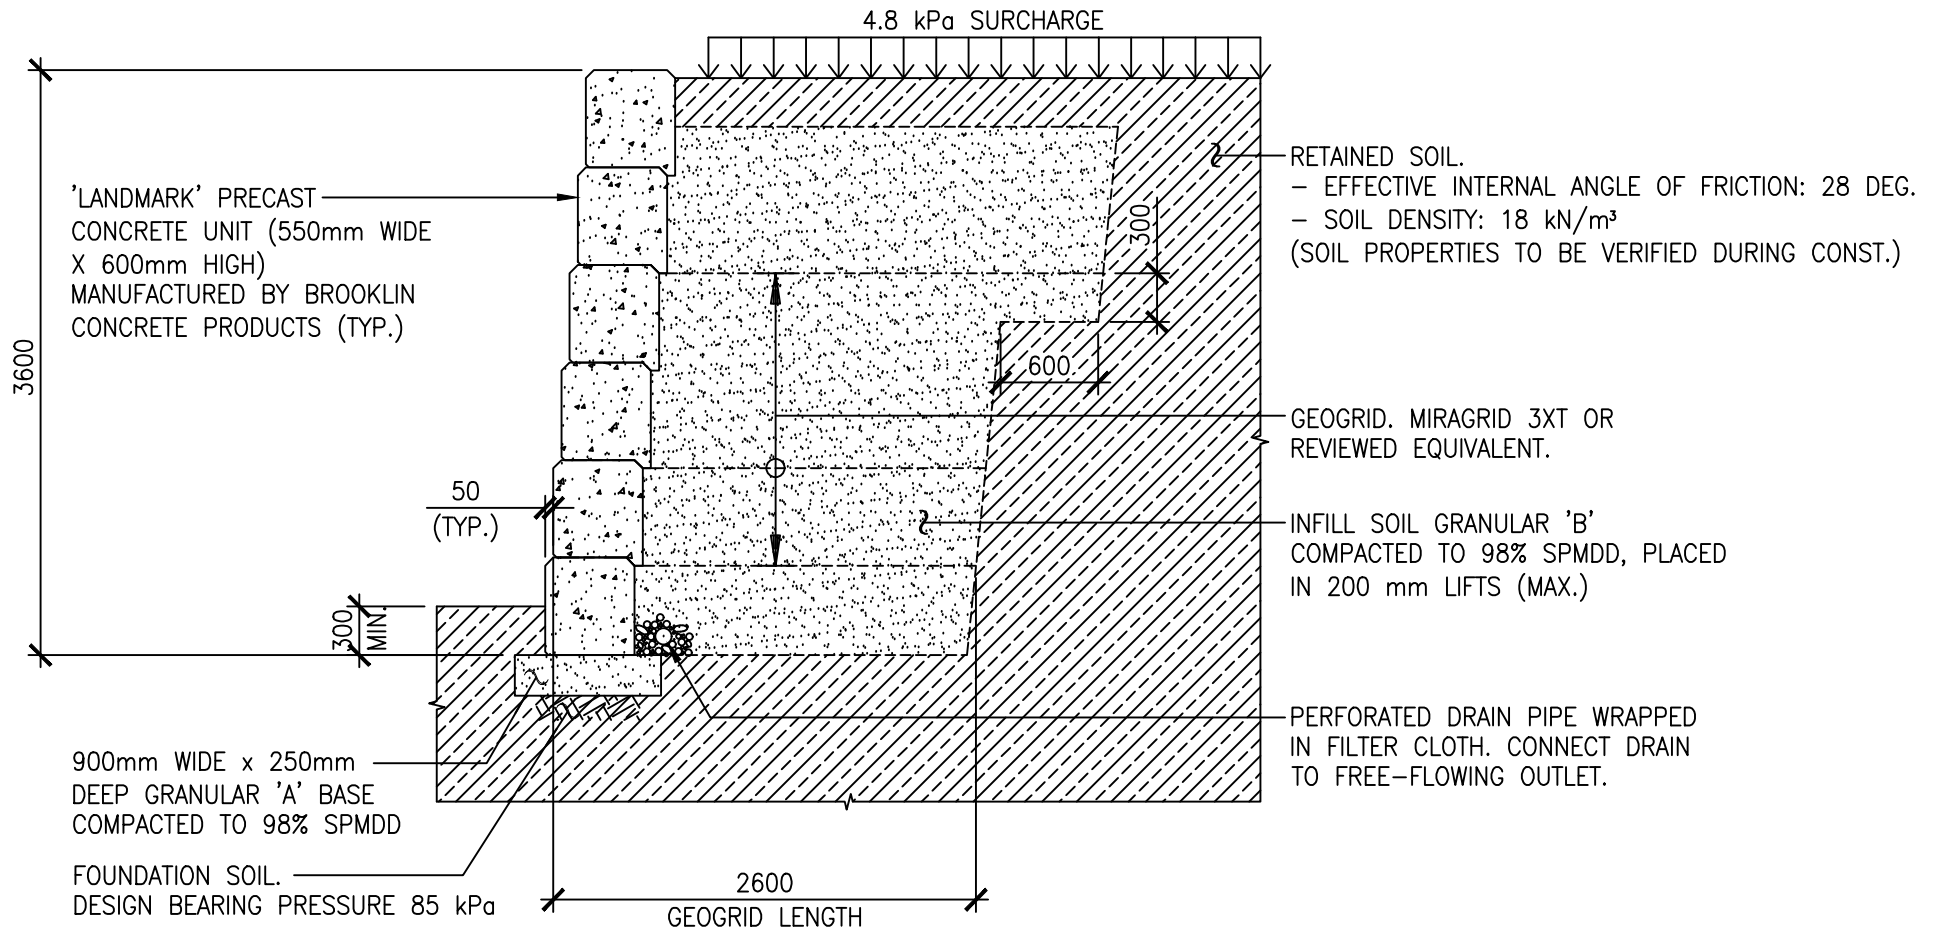 4.8 kPa SURCHARGE
3600
'LANDMARK' PRECAST
CONCRETE UNIT (550mm WIDE
X 600mm HIGH)
MANUFACTURED BY BROOKLIN
CONCRETE PRODUCTS (TYP.)
RETAINED SOIL.
– EFFECTIVE INTERNAL ANGLE OF FRICTION: 28 DEG.
– SOIL DENSITY: 18 kN/m³
(SOIL PROPERTIES TO BE VERIFIED DURING CONST.)
300
600
GEOGRID. MIRAGRID 3XT OR
REVIEWED EQUIVALENT.
50
(TYP.)
INFILL SOIL GRANULAR 'B'
COMPACTED TO 98% SPMDD, PLACED
IN 200 mm LIFTS (MAX.)
300
MIN.
PERFORATED DRAIN PIPE WRAPPED
IN FILTER CLOTH. CONNECT DRAIN
TO FREE–FLOWING OUTLET.
900mm WIDE x 250mm
DEEP GRANULAR 'A' BASE
COMPACTED TO 98% SPMDD
FOUNDATION SOIL.
DESIGN BEARING PRESSURE 85 kPa
2600
GEOGRID LENGTH